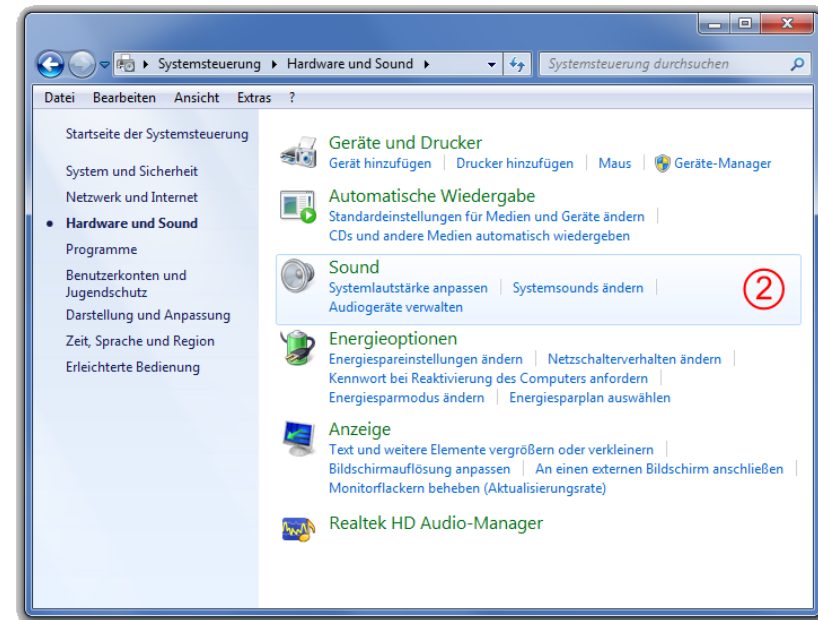 Systemsteuerung Hardware und Sound Systemsteuerung durchsuchen
Datei Bearbeiten Ansicht Extras ?
Startseite der Systemsteuerung
System und Sicherheit
Netzwerk und Internet
Hardware und Sound
Programme
Benutzerkonten und
Jugendschutz
Darstellung und Anpassung
Zeit, Sprache und Region
Erleichterte Bedienung
Geräte und Drucker
Gerät hinzufügen Drucker hinzufügen Maus Geräte-Manager
Automatische Wiedergabe
Standardeinstellungen für Medien und Geräte ändern
CDs und andere Medien automatisch wiedergeben
Sound
Systemlautstärke anpassen Systemsounds ändern
Audiogeräte verwalten
2
Energieoptionen
Energiespareinstellungen ändern Netzschalterverhalten ändern
Kennwort bei Reaktivierung des Computers anfordern
Energiesparmodus ändern Energiesparplan auswählen
Anzeige
Text und weitere Elemente vergrößern oder verkleinern
Bildschirmauflösung anpassen An einen externen Bildschirm anschließen
Monitorflackern beheben (Aktualisierungsrate)
Realtek HD Audio-Manager